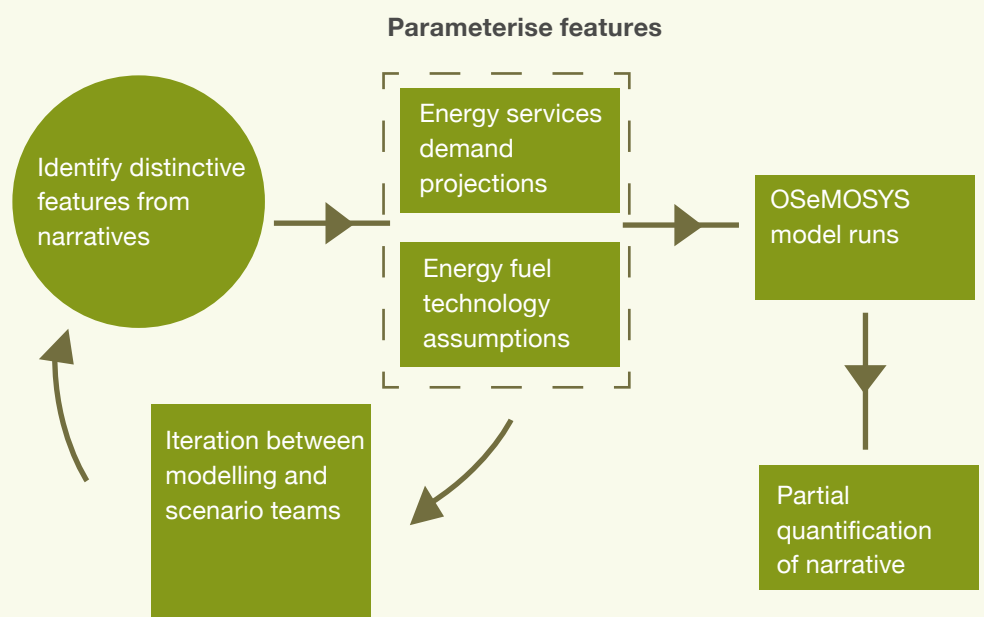 Parameterise features
Identify distinctive
features from
narratives
Energy services
demand
projections
Energy fuel
technology
assumptions
OSeMOSYS
model runs
Iteration between
modelling and
scenario teams
Partial
quantification
of narrative